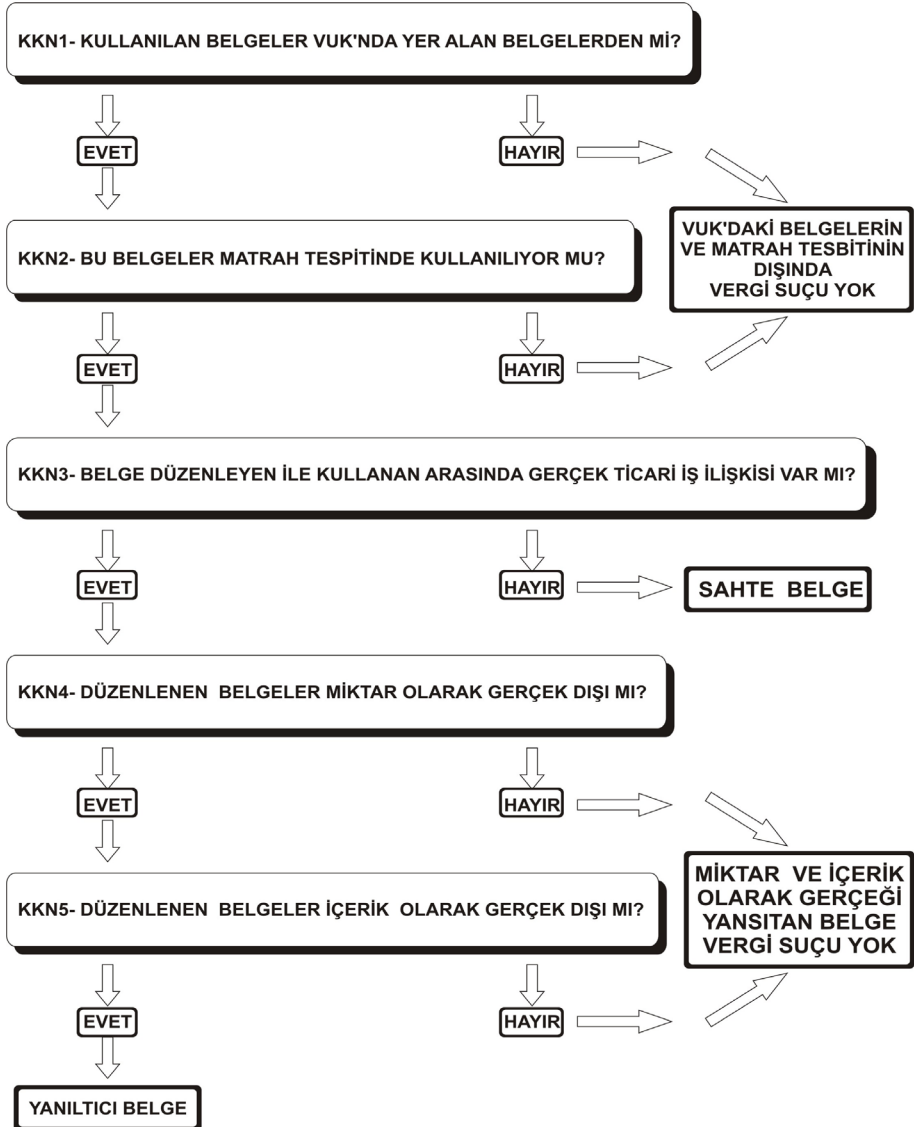 KKN1- KULLANILAN BELGELER VUK'NDA YER ALAN BELGELERDEN Mİ?
EVET
HAYIR
VUK'DAKİ BELGELERİN
VE MATRAH TESBİTİNİN
DIŞINDA
VERGİ SUÇU YOK
KKN2- BU BELGELER MATRAH TESPİTİNDE KULLANILIYOR MU?
EVET
HAYIR
KKN3- BELGE DÜZENLEYEN İLE KULLANAN ARASINDA GERÇEK TİCARİ İŞ İLİŞKİSİ VAR MI?
EVET
HAYIR
SAHTE BELGE
KKN4- DÜZENLENEN BELGELER MİKTAR OLARAK GERÇEK DIŞI MI?
EVET
HAYIR
MİKTAR VE İÇERİK
OLARAK GERÇEĞİ
YANSITAN BELGE
VERGİ SUÇU YOK
KKN5- DÜZENLENEN BELGELER İÇERİK OLARAK GERÇEK DIŞI MI?
EVET
HAYIR
YANILTICI BELGE